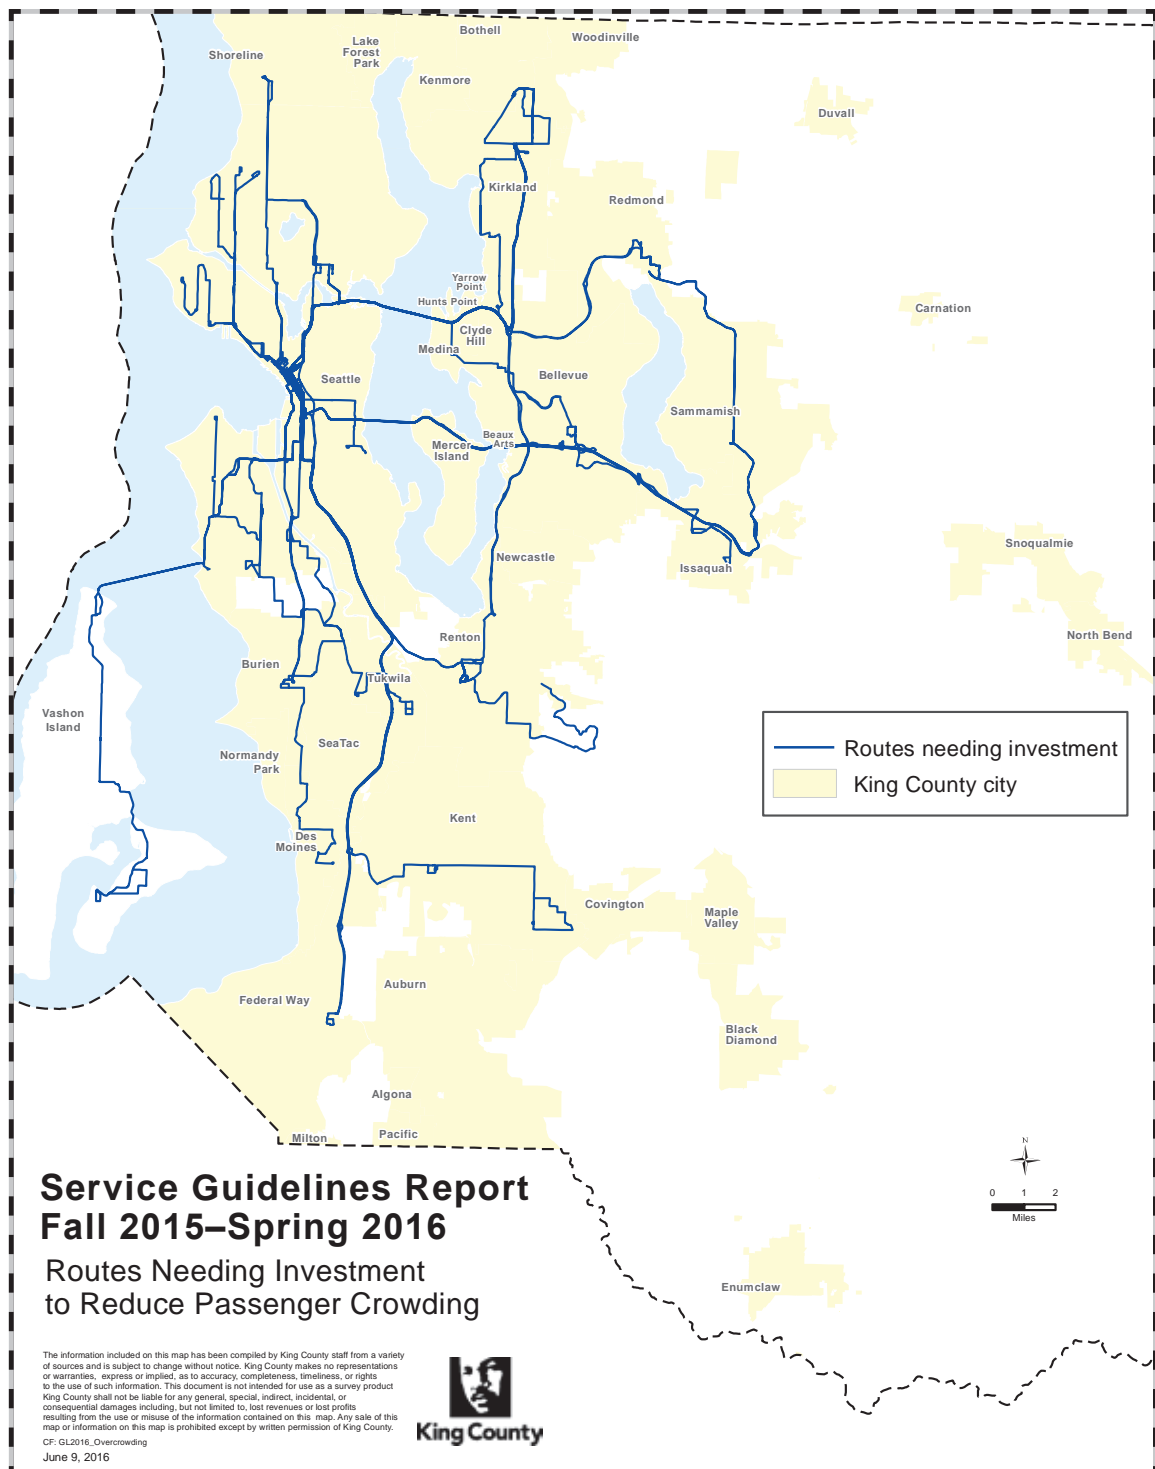 Bothell
Woodinville
Lake
Forest
Park
Shoreline
Kenmore
Duvall
Kirkland
Redmond
Yarrow
Point
Hunts Point
Carnation
Clyde
Hill
Medina
Seattle
Bellevue
Sammamish
Beaux
Arts
Mercer
Island
Newcastle
Issaquah
Snoqualmie
North Bend
Renton
Burien
Tukwila
Vashon
Island
SeaTac
Normandy
Park
Routes needing investment
King County city
Kent
Des
Moines
Covington
Maple
Valley
Auburn
Federal Way
Black
Diamond
Algona
Milton
Pacific
N
0 1 2
Miles
Enumclaw
Service Guidelines Report
Fall 2015–Spring 2016
Routes Needing Investment
to Reduce Passenger Crowding
The information included on this map has been compiled by King County staff from a variety
of sources and is subject to change without notice. King County makes no representations
or warranties, express or implied, as to accuracy, completeness, timeliness, or rights
to the use of such information. This document is not intended for use as a survey product
King County shall not be liable for any general, special, indirect, incidental, or
consequential damages including, but not limited to, lost revenues or lost profits
resulting from the use or misuse of the information contained on this map. Any sale of this
map or information on this map is prohibited except by written permission of King County.
CF: GL2016_Overcrowding
June 9, 2016
King County